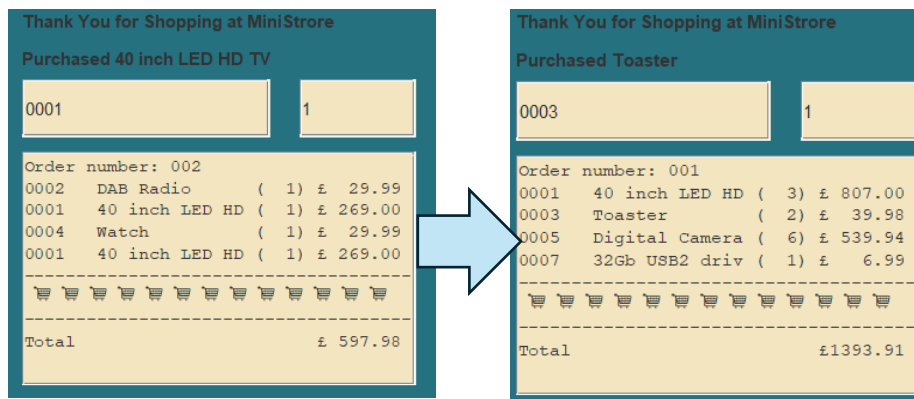 Thank You for Shopping at MiniStrore
Purchased 40 inch LED HD TV
0001 1
Order number: 002
0002 DAB Radio ( 1) £ 29.99
0001 40 inch LED HD ( 1) £ 269.00
0004 Watch ( 1) £ 29.99
0001 40 inch LED HD ( 1) £ 269.00
Total £ 597.98
Thank You for Shopping at MiniStrore
Purchased Toaster
0003 1
Order number: 001
0001 40 inch LED HD ( 3) £ 807.00
0003 Toaster ( 2) £ 39.98
0005 Digital Camera ( 6) £ 539.94
0007 32Gb USB2 driv ( 1) £ 6.99
Total £1393.91